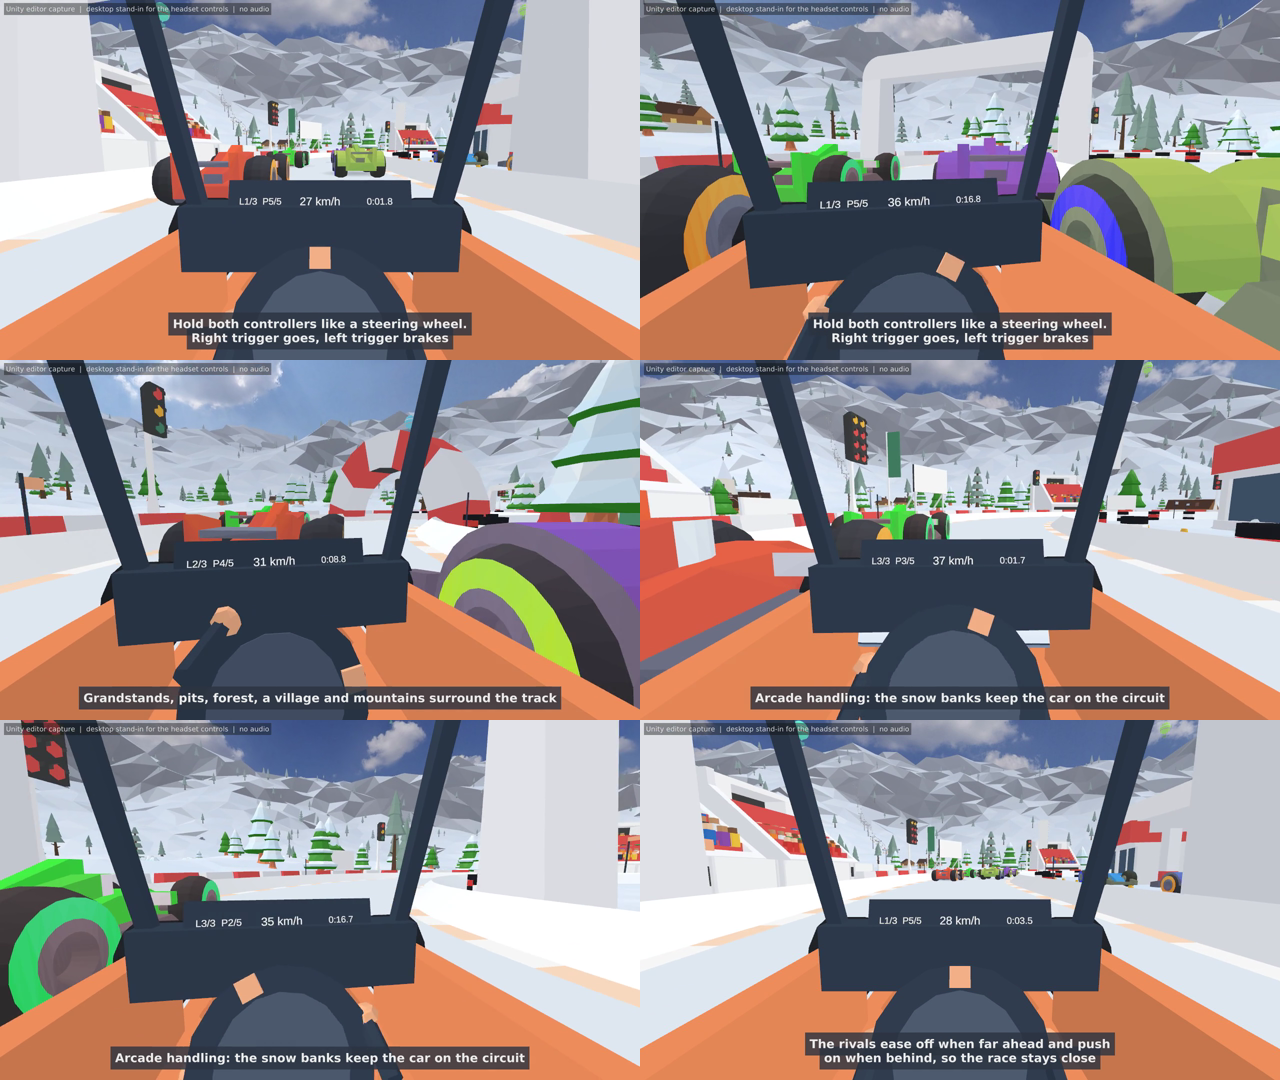 Unity editor capture | desktop stand-in for the headset controls | no audio
L1/3 P5/5 27 km/h 0:01.8
Hold both controllers like a steering wheel.
Right trigger goes, left trigger brakes
Unity editor capture | desktop stand-in for the headset controls | no audio
L1/3 P5/5 36 km/h 0:16.8
Hold both controllers like a steering wheel.
Right trigger goes, left trigger brakes
Unity editor capture | desktop stand-in for the headset controls | no audio
L2/3 P4/5 31 km/h 0:08.8
Grandstands, pits, forest, a village and mountains surround the track
Unity editor capture | desktop stand-in for the headset controls | no audio
L3/3 P3/5 37 km/h 0:01.7
Arcade handling: the snow banks keep the car on the circuit
Unity editor capture | desktop stand-in for the headset controls | no audio
L3/3 P2/5 35 km/h 0:16.7
Arcade handling: the snow banks keep the car on the circuit
Unity editor capture | desktop stand-in for the headset controls | no audio
L1/3 P5/5 28 km/h 0:03.5
The rivals ease off when far ahead and push
on when behind, so the race stays close